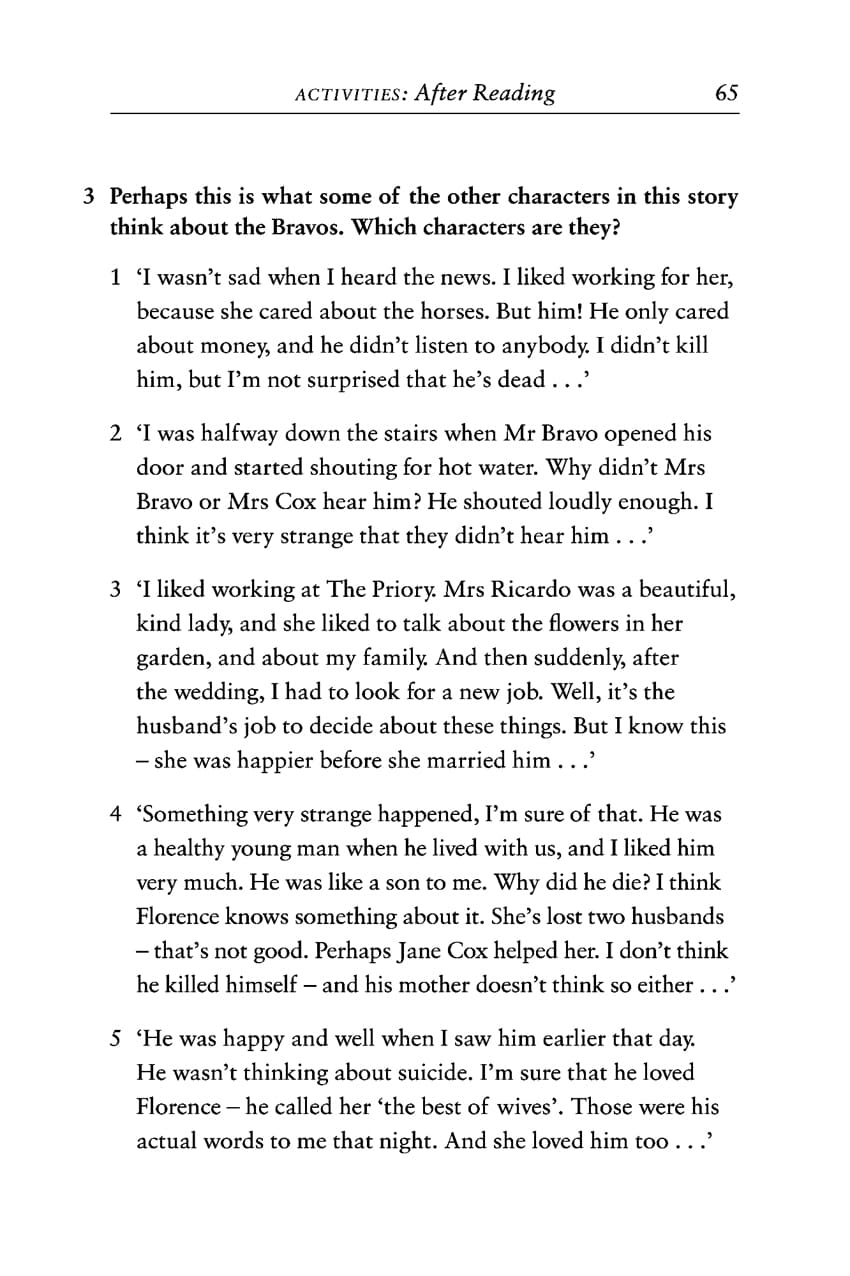 ACTIVITIES: After Reading 65
3 Perhaps this is what some of the other characters in this story
think about the Bravos. Which characters are they?
1 ‘I wasn’t sad when I heard the news. I liked working for her,
because she cared about the horses. But him! He only cared
about money, and he didn’t listen to anybody. I didn’t kill
him, but I’m not surprised that he’s dead . . .’
2 ‘I was halfway down the stairs when Mr Bravo opened his
door and started shouting for hot water. Why didn’t Mrs
Bravo or Mrs Cox hear him? He shouted loudly enough. I
think it’s very strange that they didn’t hear him . . .’
3 ‘I liked working at The Priory. Mrs Ricardo was a beautiful,
kind lady, and she liked to talk about the flowers in her
garden, and about my family. And then suddenly, after
the wedding, I had to look for a new job. Well, it’s the
husband’s job to decide about these things. But I know this
– she was happier before she married him . . .’
4 ‘Something very strange happened, I’m sure of that. He was
a healthy young man when he lived with us, and I liked him
very much. He was like a son to me. Why did he die? I think
Florence knows something about it. She’s lost two husbands
– that’s not good. Perhaps Jane Cox helped her. I don’t think
he killed himself – and his mother doesn’t think so either . . .’
5 ‘He was happy and well when I saw him earlier that day.
He wasn’t thinking about suicide. I’m sure that he loved
Florence – he called her ‘the best of wives’. Those were his
actual words to me that night. And she loved him too . . .’